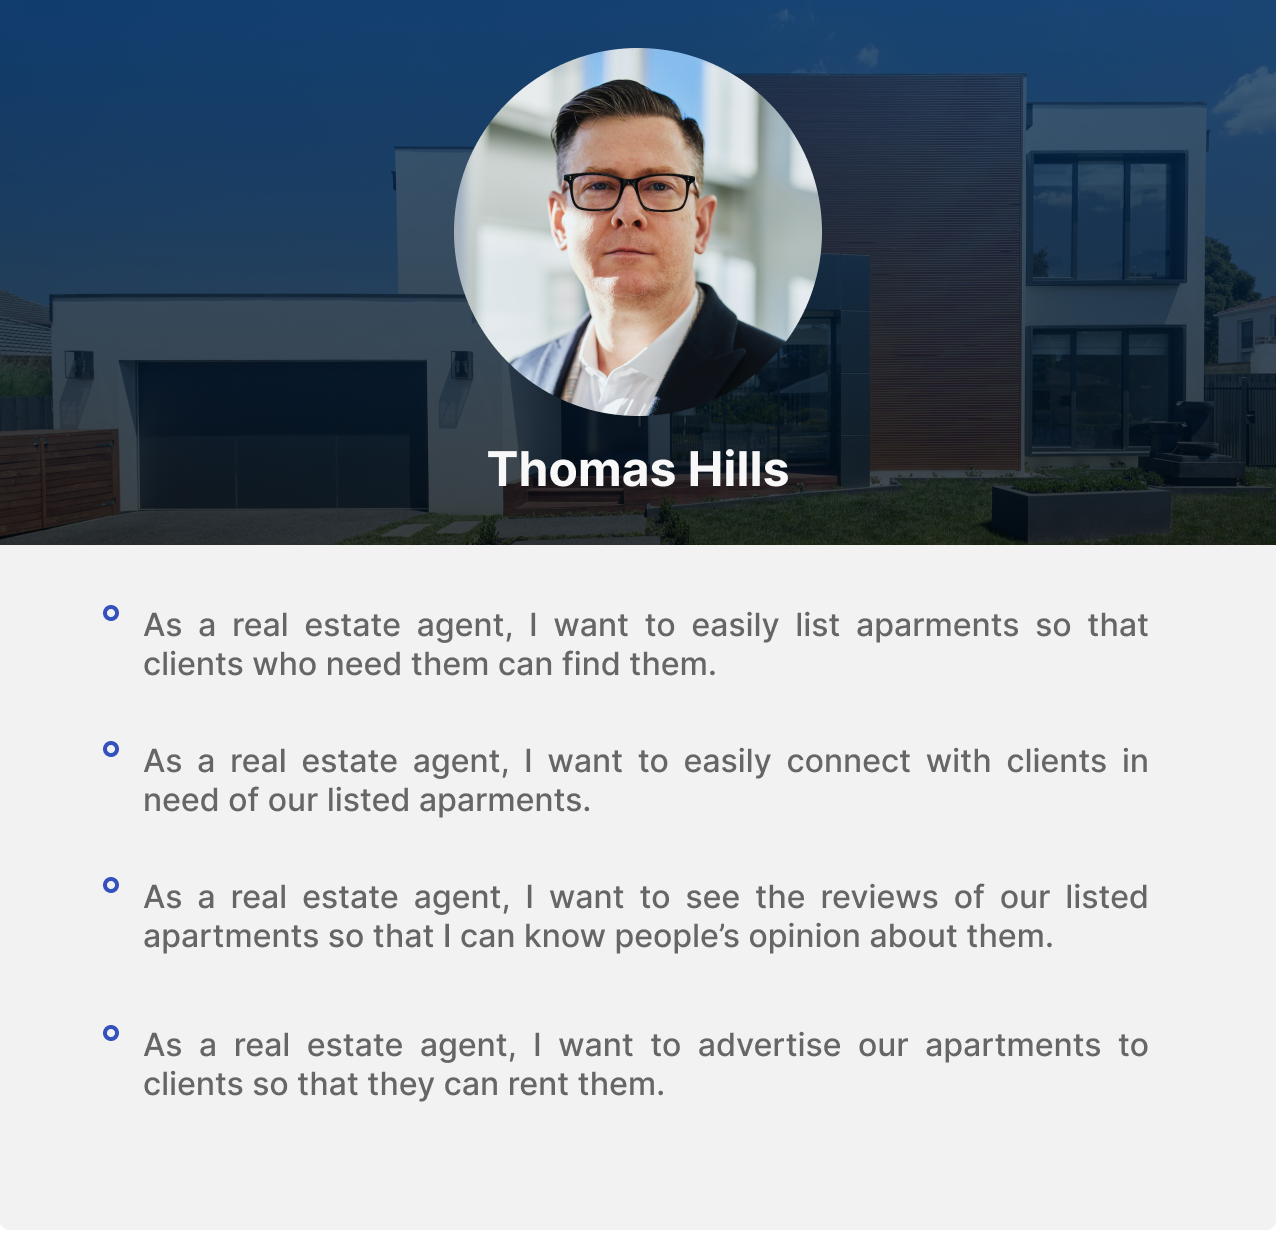 Thomas Hills
As a real estate agent, I want to easily list aparments so that
clients who need them can find them.
As a real estate agent, I want to easily connect with clients in
need of our listed aparments.
As a real estate agent, I want to see the reviews of our listed
apartments so that I can know people’s opinion about them.
As a real estate agent, I want to advertise our apartments to
clients so that they can rent them.